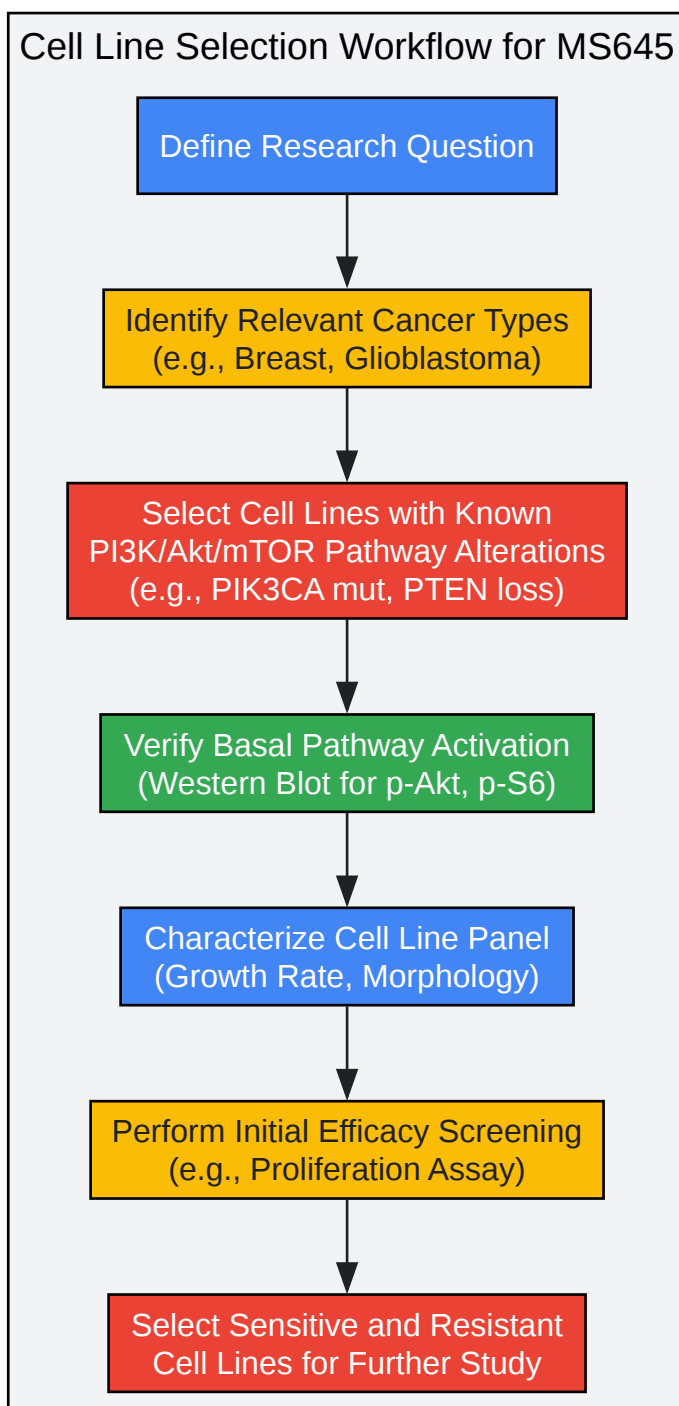 Cell Line Selection Workflow for MS645
Define Research Question
Identify Relevant Cancer Types
(e.g., Breast, Glioblastoma)
Select Cell Lines with Known
PI3K/Akt/mTOR Pathway Alterations
(e.g., PIK3CA mut, PTEN loss)
Verify Basal Pathway Activation
(Western Blot for p-Akt, p-S6)
Characterize Cell Line Panel
(Growth Rate, Morphology)
Perform Initial Efficacy Screening
(e.g., Proliferation Assay)
Select Sensitive and Resistant
Cell Lines for Further Study